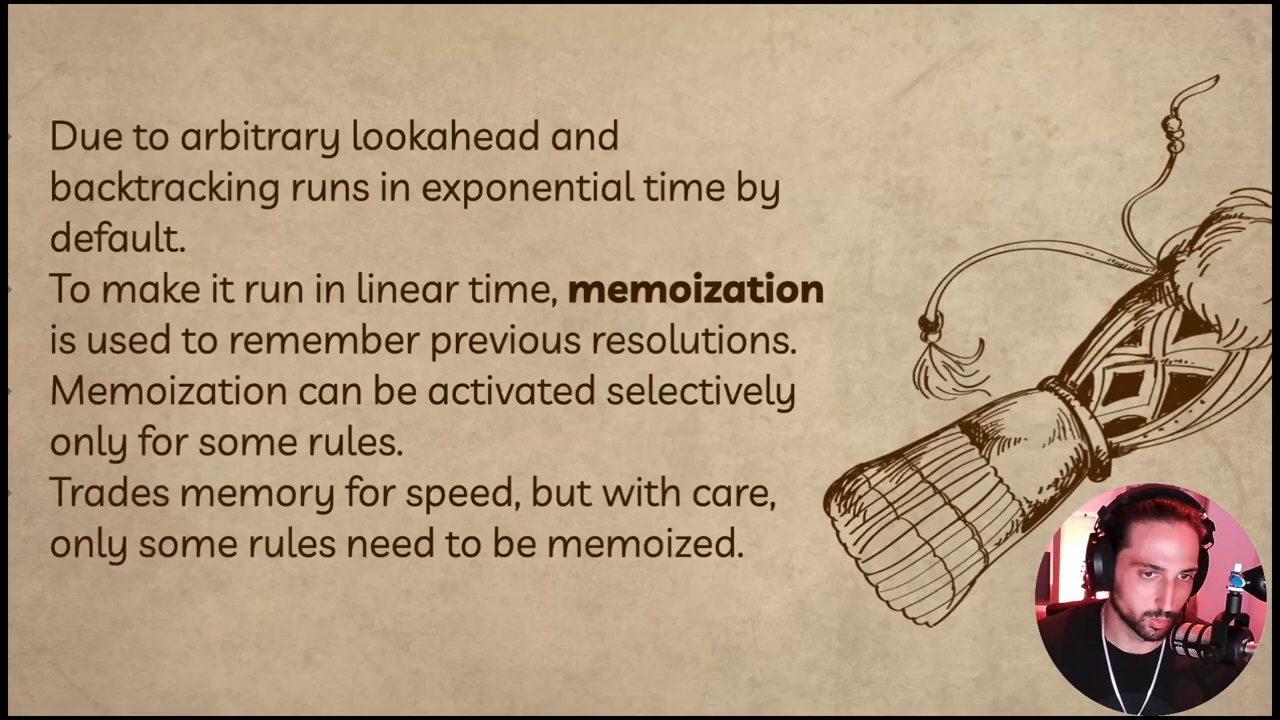 Due to arbitrary lookahead and
backtracking runs in exponential time by
default.
To make it run in linear time, memoization
is used to remember previous resolutions.
Memoization can be activated selectively
only for some rules.
Trades memory for speed, but with care,
only some rules need to be memoized.